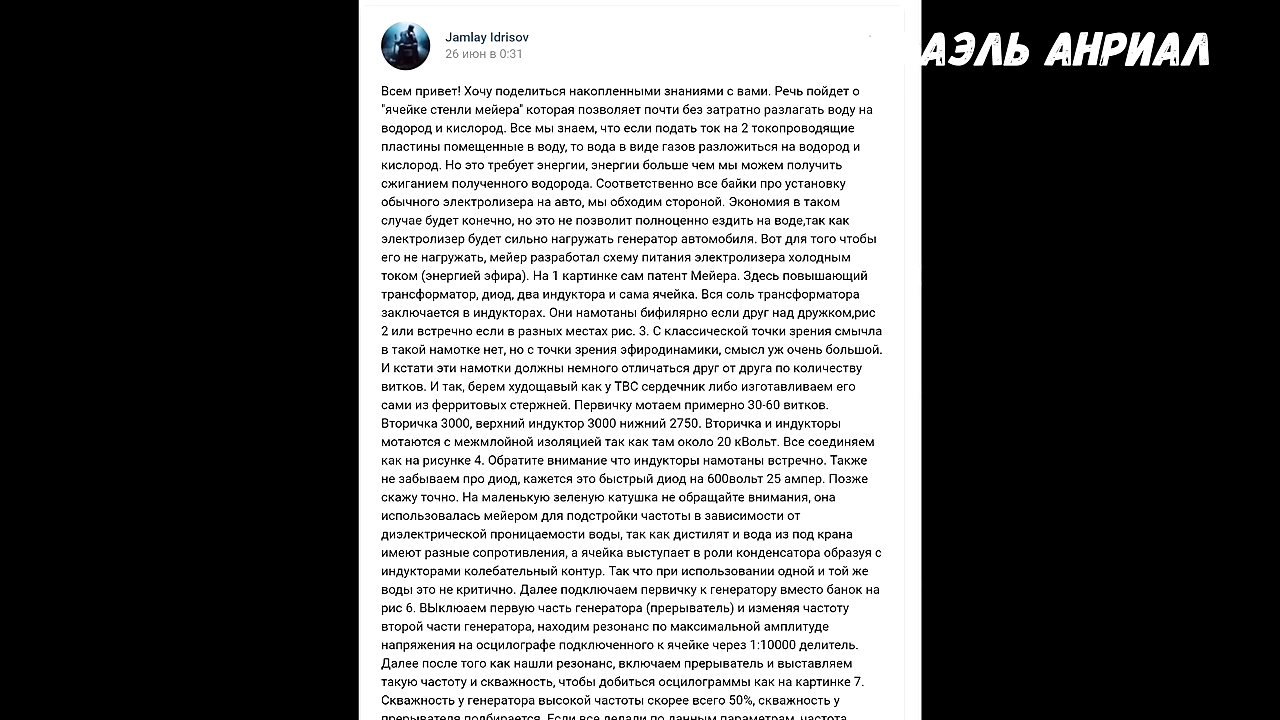 Jamlay Idrisov
26 июн в 0:31
АЭЛЬ АНРИАЛ
Всем привет! Хочу поделиться накопленными знаниями с вами. Речь пойдет о
"ячейке стенли мейера" которая позволяет почти без затратно разлагать воду на
водород и кислород. Все мы знаем, что если подать ток на 2 токопроводящие
пластины помещенные в воду, то вода в виде газов разложиться на водород и
кислород. Но это требует энергии, энергии больше чем мы можем получить
сжиганием полученного водорода. Соответственно все байки про установку
обычного электролизера на авто, мы обходим стороной. Экономия в таком
случае будет конечно, но это не позволит полноценно ездить на воде,так как
электролизер будет сильно нагружать генератор автомобиля. Вот для того чтобы
его не нагружать, мейер разработал схему питания электролизера холодным
током (энергией эфира). На 1 картинке сам патент Мейера. Здесь повышающий
трансформатор, диод, два индуктора и сама ячейка. Вся соль трансформатора
заключается в индукторах. Они намотаны бифилярно если друг над дружком,рис
2 или встречно если в разных местах рис. 3. С классической точки зрения смычла
в такой намотке нет, но с точки зрения эфиродинамики, смысл уж очень большой.
И кстати эти намотки должны немного отличаться друг от друга по количеству
витков. И так, берем худощавый как у ТВС сердечник либо изготавливаем его
сами из ферритовых стержней. Первичку мотаем примерно 30-60 витков.
Вторичка 3000, верхний индуктор 3000 нижний 2750. Вторичка и индукторы
мотаются с межмлойной изоляцией так как там около 20 кВольт. Все соединяем
как на рисунке 4. Обратите внимание что индукторы намотаны встречно. Также
не забываем про диод, кажется это быстрый диод на 600вольт 25 ампер. Позже
скажу точно. На маленькую зеленую катушка не обращайте внимания, она
использовалась мейером для подстройки частоты в зависимости от
диэлектрической проницаемости воды, так как дистилят и вода из под крана
имеют разные сопротивления, а ячейка выступает в роли конденсатора образуя с
индукторами колебательный контур. Так что при использовании одной и той же
воды это не критично. Далее подключаем первичку к генератору вместо банок на
рис 6. ВЫклюаем первую часть генератора (прерыватель) и изменяя частоту
второй части генератора, находим резонанс по максимальной амплитуде
напряжения на осцилографе подключенного к ячейке через 1:10000 делитель.
Далее после того как нашли резонанс, включаем прерыватель и выставляем
такую частоту и скважность, чтобы добиться осцилограммы как на картинке 7.
Скважность у генератора высокой частоты скорее всего 50%, скважность у
прерывателя подбирается. Если все делали по данным параметрам, частота